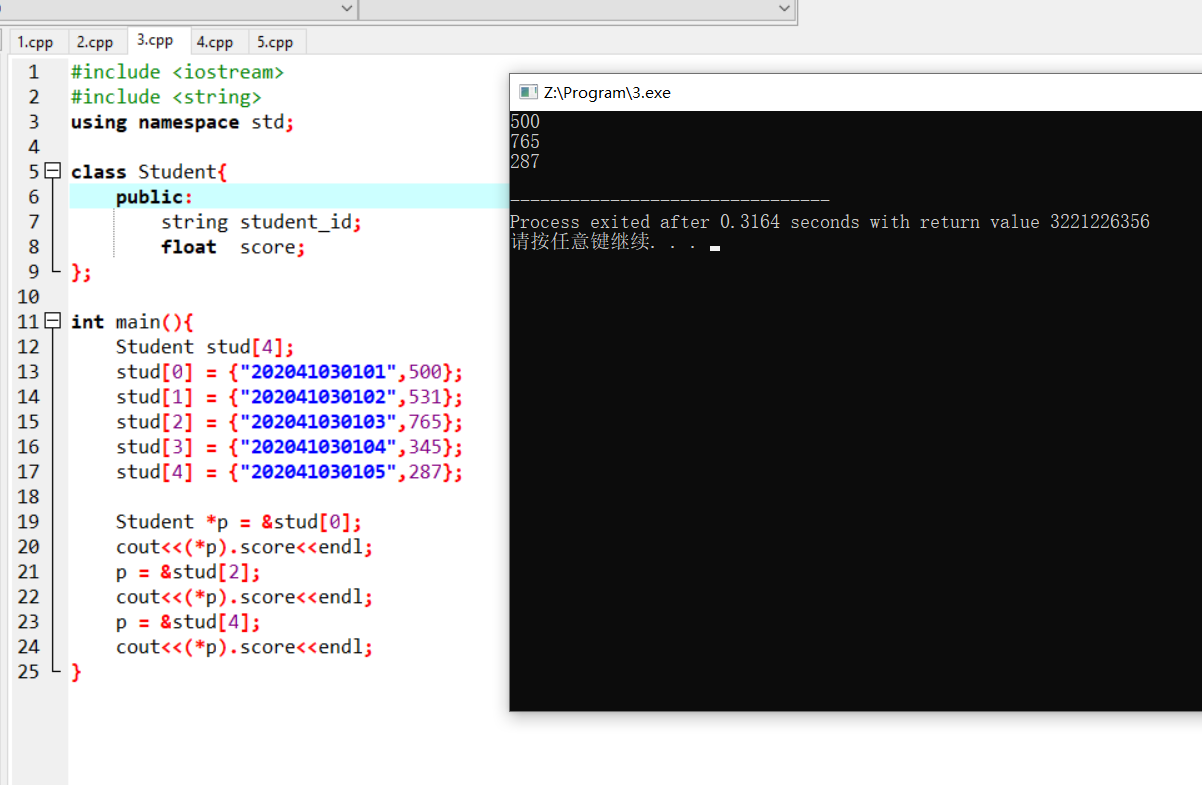 1.cpp 2.cpp 3.cpp 4.cpp 5.cpp
1 #include <iostream>
2 #include <string>
3 using namespace std;
4
5 class Student{
6 public:
7 string student_id;
8 float score;
9 };
10
11 int main(){
12 Student stud[4];
13 stud[0] = {"202041030101",500};
14 stud[1] = {"202041030102",531};
15 stud[2] = {"202041030103",765};
16 stud[3] = {"202041030104",345};
17 stud[4] = {"202041030105",287};
18
19 Student *p = &stud[0];
20 cout<<(*p).score<<endl;
21 p = &stud[2];
22 cout<<(*p).score<<endl;
23 p = &stud[4];
24 cout<<(*p).score<<endl;
25 }
Z:\Program\3.exe
500
765
287
--------------------------------
Process exited after 0.3164 seconds with return value 3221226356
请按任意键继续. . .